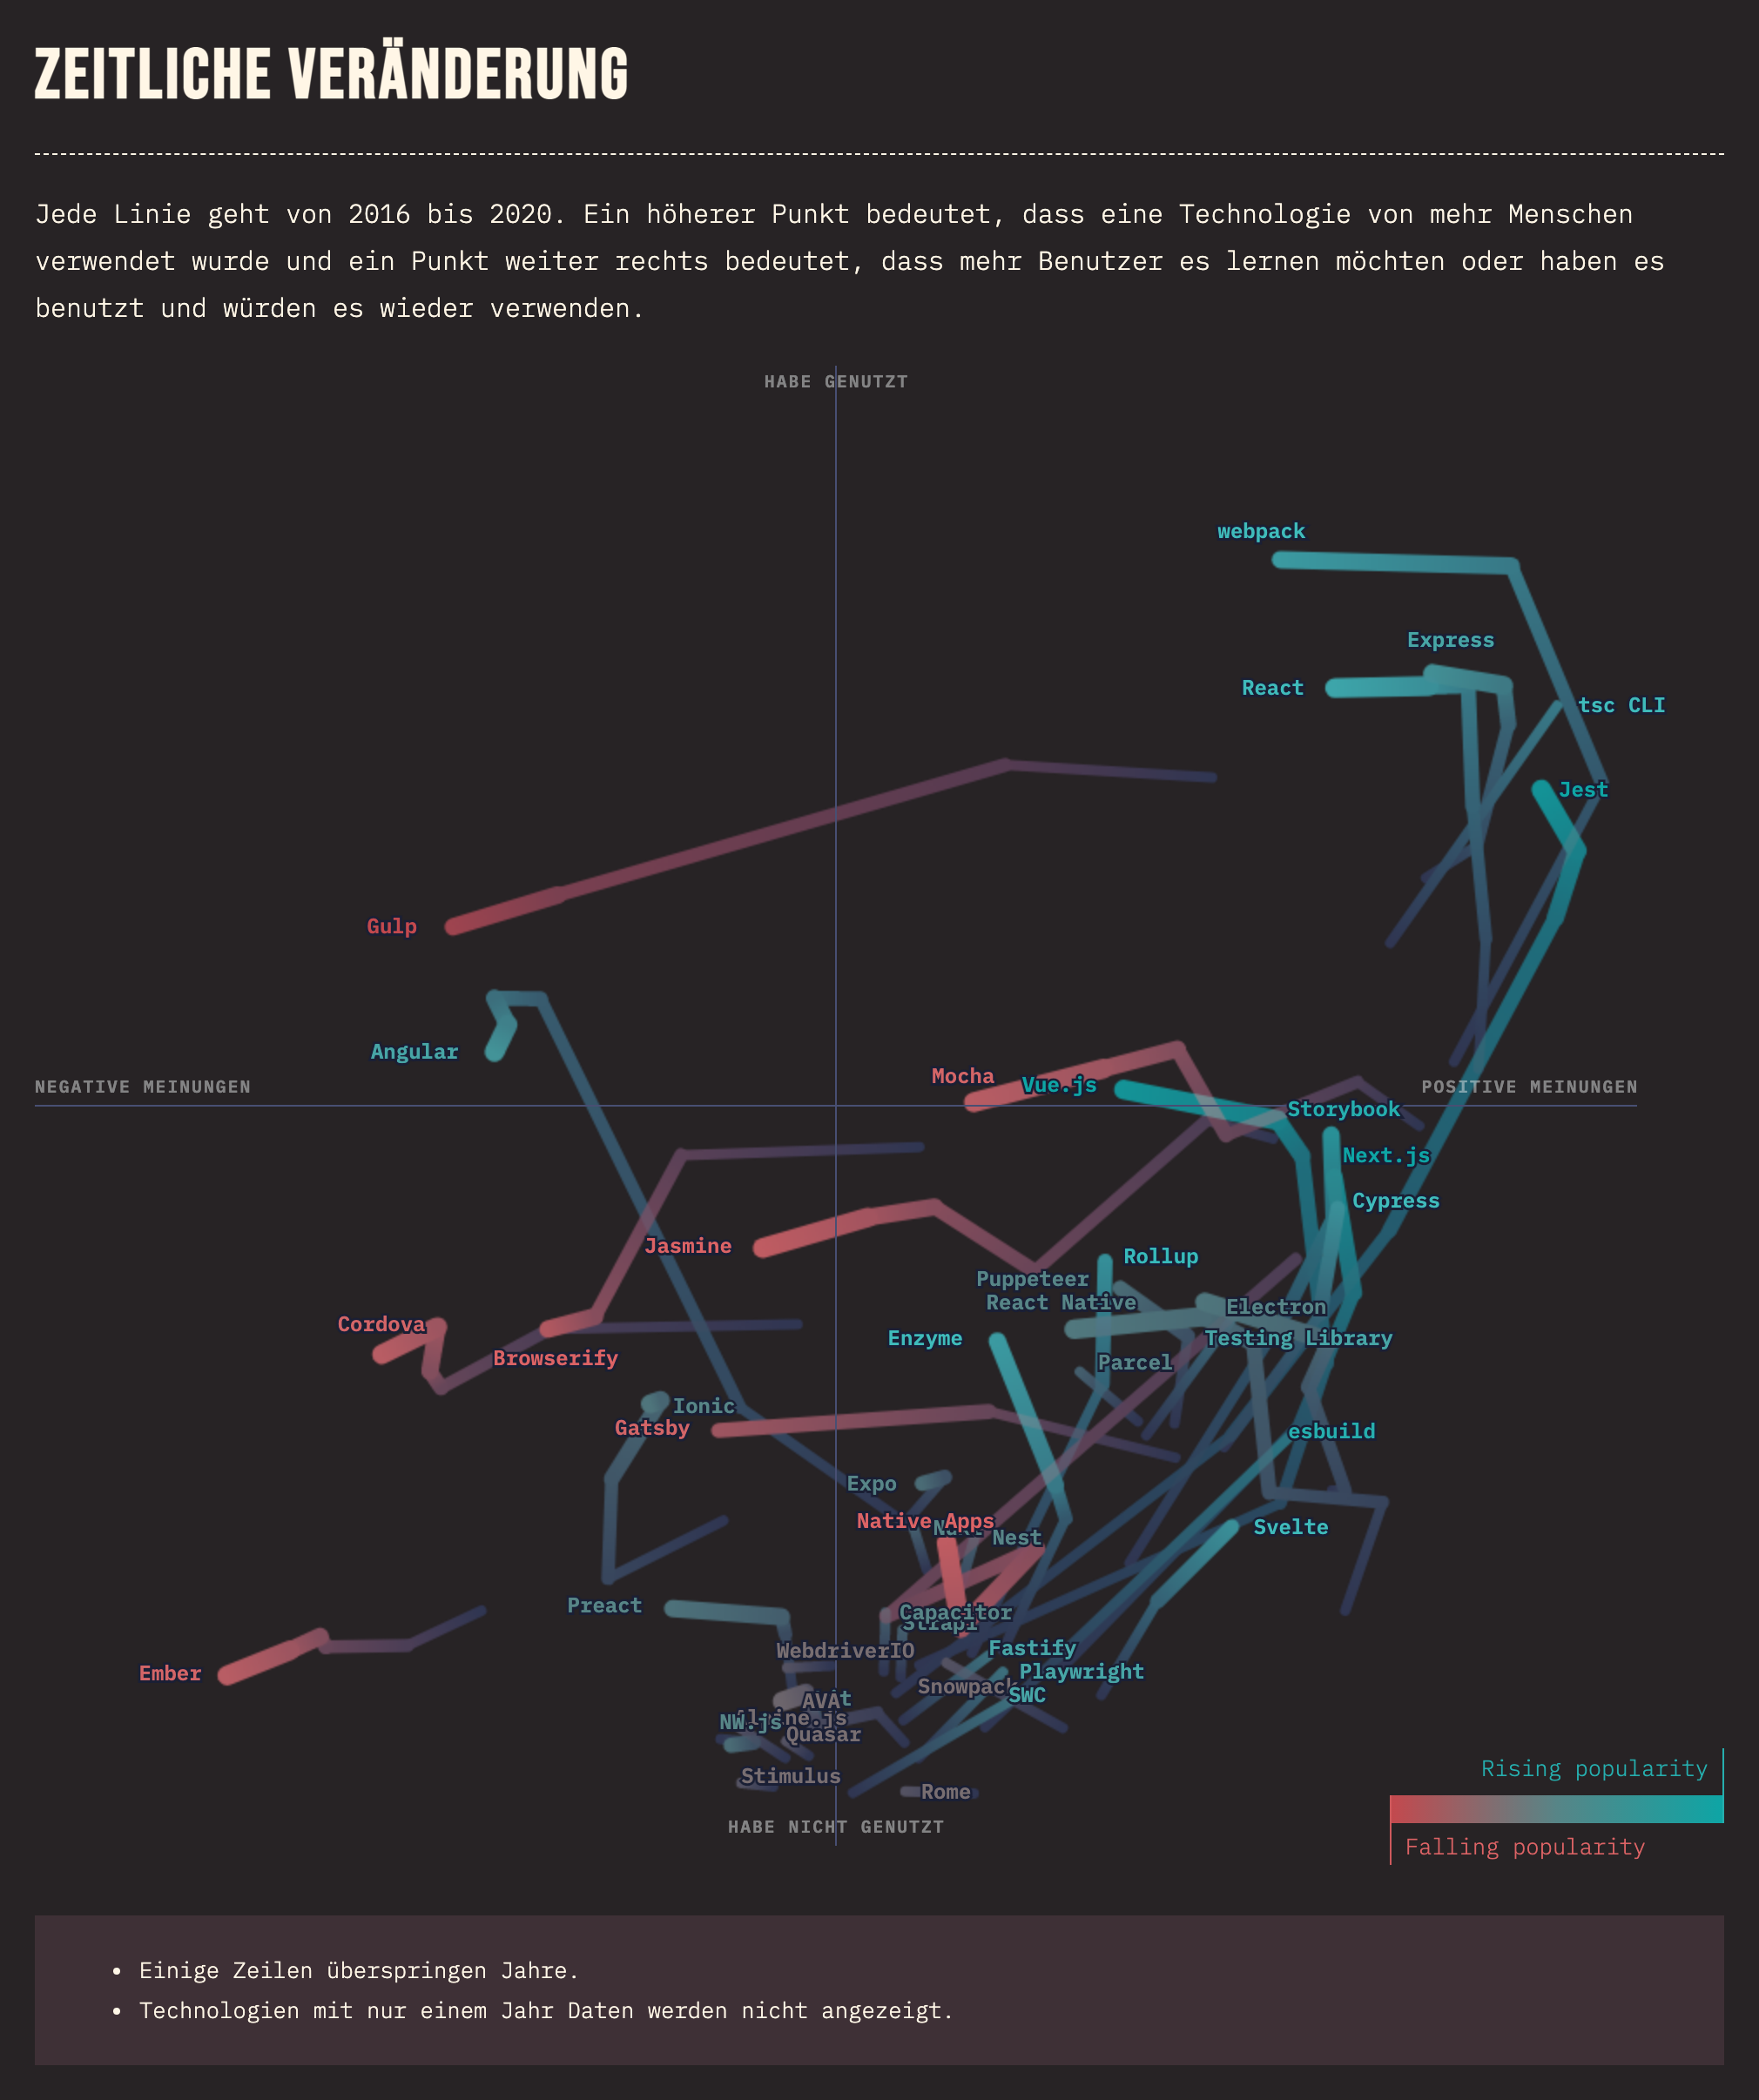 ZEITLICHE VERÄNDERUNG
Jede Linie geht von 2016 bis 2020. Ein höherer Punkt bedeutet, dass eine Technologie von mehr Menschen
verwendet wurde und ein Punkt weiter rechts bedeutet, dass mehr Benutzer es lernen möchten oder haben es
benutzt und würden es wieder verwenden.
HABE GENUTZT
webpack
Express
React
tsc CLI
Jest
Gulp
Angular
Mocha
Vue.js
NEGATIVE MEINUNGEN
POSITIVE MEINUNGEN
Storybook
Next.js
Cypress
Jasmine
Rollup
Puppeteer
React Native
Electron
Cordova
Enzyme
Testing Library
Browserify
Parcel
Ionic
Gatsby
esbuild
Expo
Native Apps
Svelte
Nest
Preact
Capacitor
Strapi
WebdriverIO
Fastify
Ember
Playwright
Snowpack
SWC
AVA
NW.js
Quasar
Stimulus
Rome
HABE NICHT GENUTZT
Rising popularity
Falling popularity
• Einige Zeilen überspringen Jahre.
• Technologien mit nur einem Jahr Daten werden nicht angezeigt.